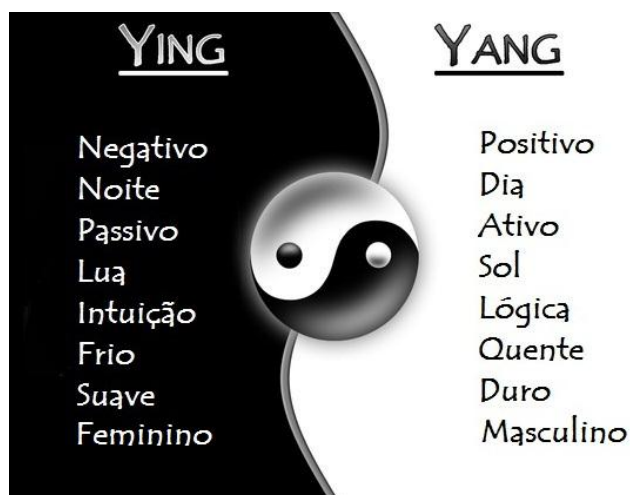 Ying
Negativo
Noite
Passivo
Lua
Intuição
Frio
Suave
Feminino
Yang
Positivo
Dia
Ativo
Sol
Lógica
Quente
Duro
Masculino